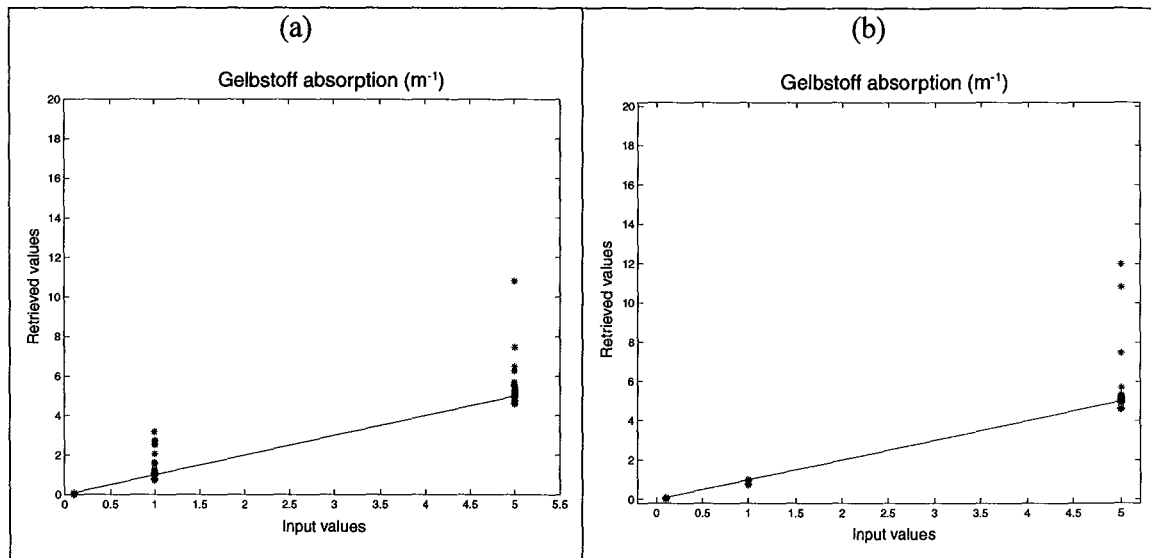 (a)
Gelbstoff absorption (m⁻¹)
20
18
16
14
12
10
8
6
4
2
0
Retrieved values
0 0.5 1 1.5 2 2.5 3 3.5 4 4.5 5 5.5
Input values
(b)
Gelbstoff absorption (m⁻¹)
20
18
16
14
12
10
8
6
4
2
0
Retrieved values
0 0.5 1 1.5 2 2.5 3 3.5 4 4.5 5
Input values